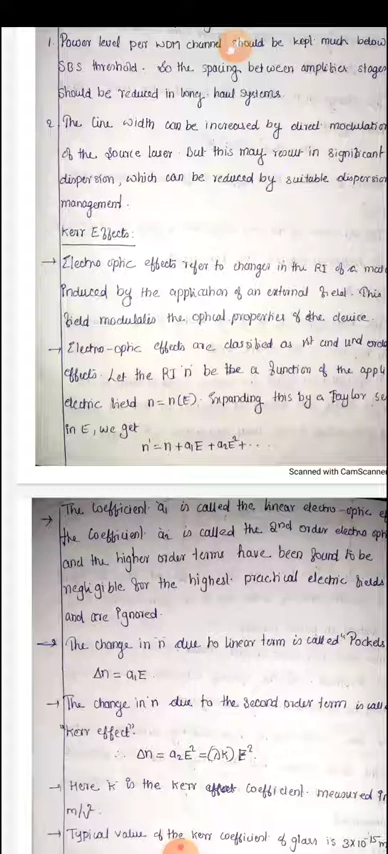 1. Power level per WDM channel should be kept much below
SBS threshold. So the spacing between amplifier stages
should be reduced in long haul systems.
2. The line width can be increased by direct modulation
of the source laser. But this may result in significant
dispersion, which can be reduced by suitable dispersion
management.
Kerr Effects:
→ Electro optic effects refer to changes in the RI of a mat
induced by the application of an external field. This
field modulates the optical properties of the device.
→ Electro-optic effects are classified as 1st and 2nd orde
effects. Let the RI 'n' be the a function of the appl
electric field n = n(E). Expanding this by a Taylor se
in E, we get
n' = n + a₁E + a₂E² + . . .
Scanned with CamScanner
→ The coefficient a₁ is called the linear electro-optic ef
the coefficient a₂ is called the 2nd order electro opt
and the higher order terms have been found to be
negligible for the highest practical electric fields
and are ignored.
→ The change in 'n' due to linear term is called "Pockels
Δn = a₁E
→ The change in 'n' due to the second order term is call
"Kerr effect".
∴ Δn = a₂E² = (λK) E²
→ Here 'k' is the Kerr effect coefficient measured in
m/v²
→ Typical value of the Kerr coefficient of glass is 3×10⁻¹⁵ m